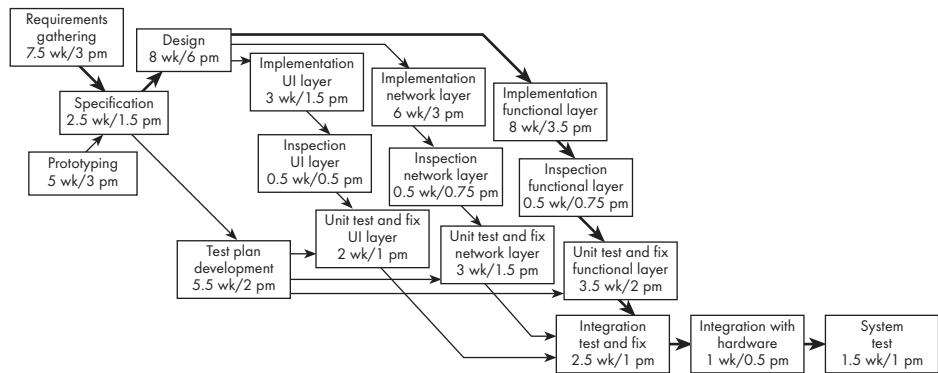 Requirements
gathering
7.5 wk/3 pm
Design
8 wk/6 pm
Specification
2.5 wk/1.5 pm
Prototyping
5 wk/3 pm
Implementation
UI layer
3 wk/1.5 pm
Implementation
network layer
6 wk/3 pm
Implementation
functional layer
8 wk/3.5 pm
Inspection
UI layer
0.5 wk/0.5 pm
Inspection
network layer
0.5 wk/0.75 pm
Inspection
functional layer
0.5 wk/0.75 pm
Test plan
development
5.5 wk/2 pm
Unit test and fix
UI layer
2 wk/1 pm
Unit test and fix
network layer
3 wk/1.5 pm
Unit test and fix
functional layer
3.5 wk/2 pm
Integration
test and fix
2.5 wk/1 pm
Integration with
hardware
1 wk/0.5 pm
System
test
1.5 wk/1 pm